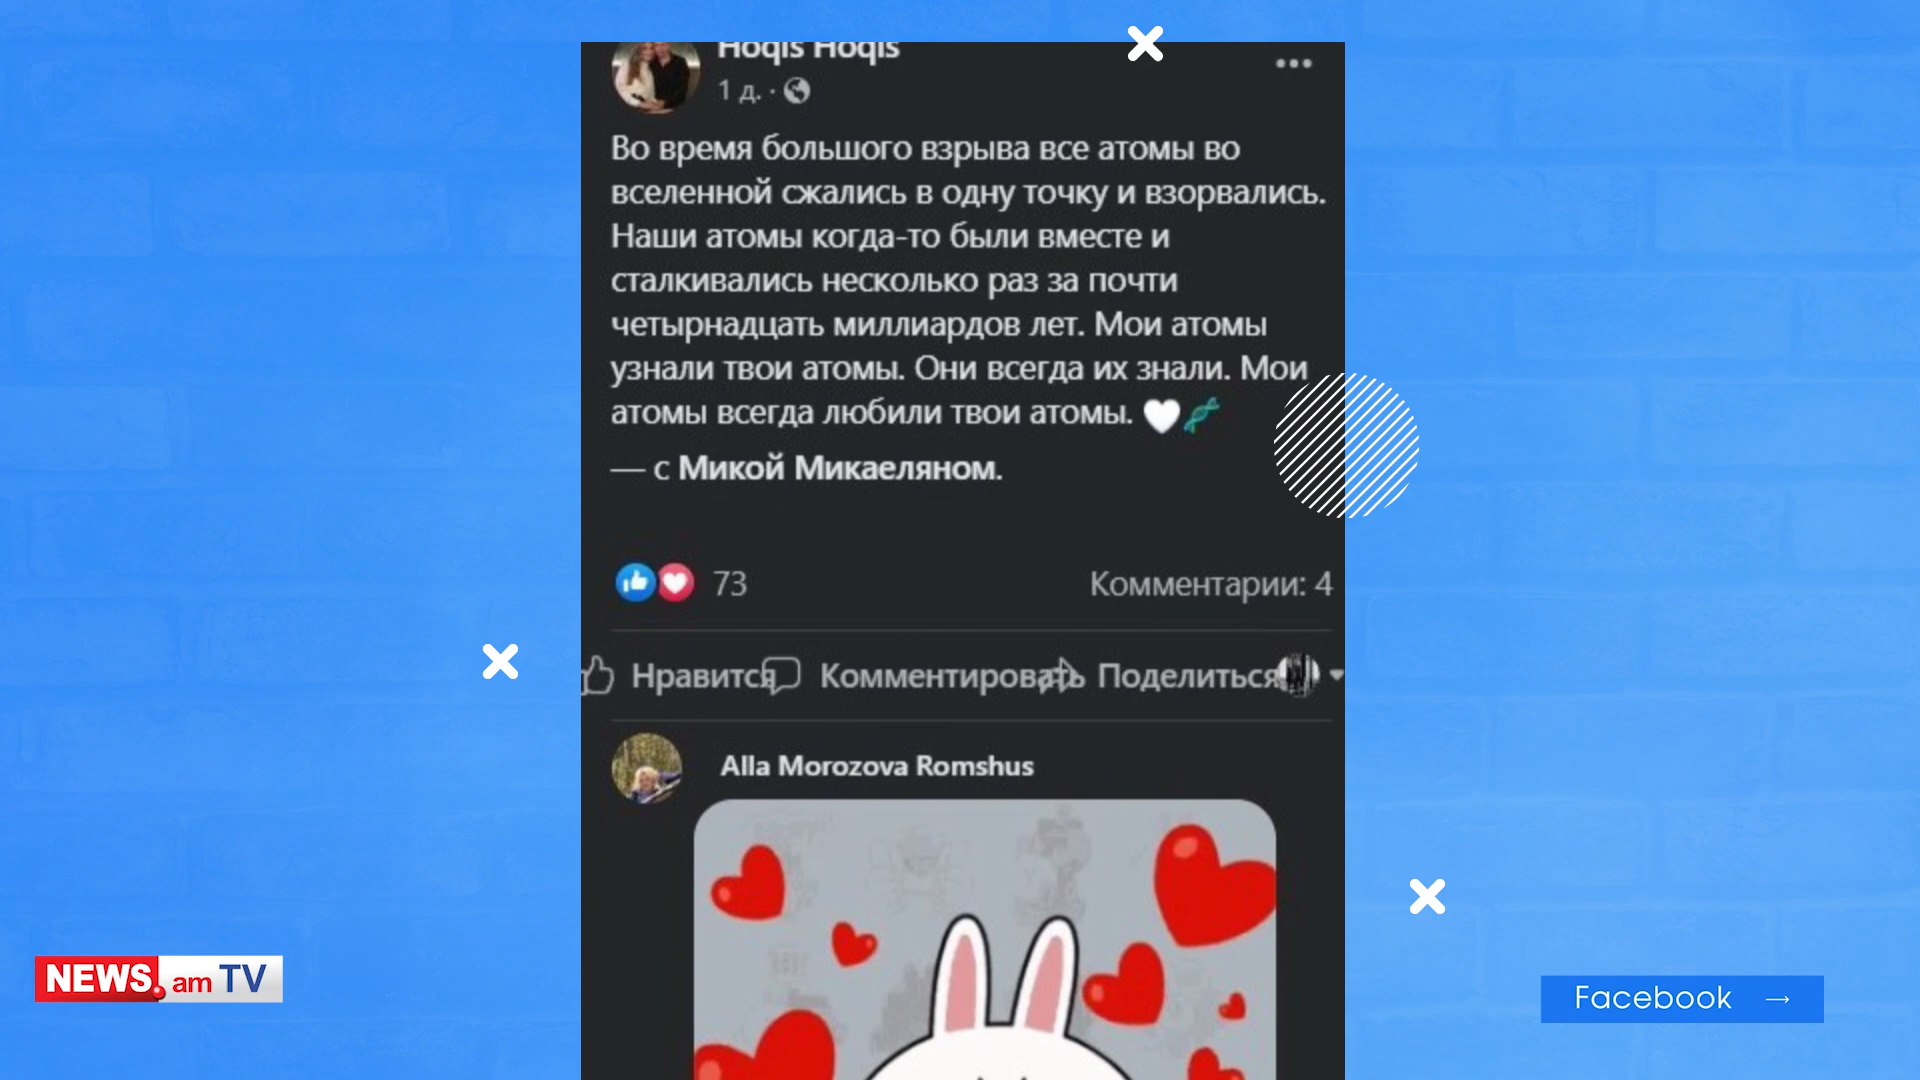 Hoqis Hoqis
1 д. ·
Во время большого взрыва все атомы во
вселенной сжались в одну точку и взорвались.
Наши атомы когда-то были вместе и
сталкивались несколько раз за почти
четырнадцать миллиардов лет. Мои атомы
узнали твои атомы. Они всегда их знали. Мои
атомы всегда любили твои атомы. 🤍🧬
— с Микой Микаеляном.
73
Комментарии: 4
Нравится
Комментировать
Поделиться
Alla Morozova Romshus
NEWS.am TV
Facebook →